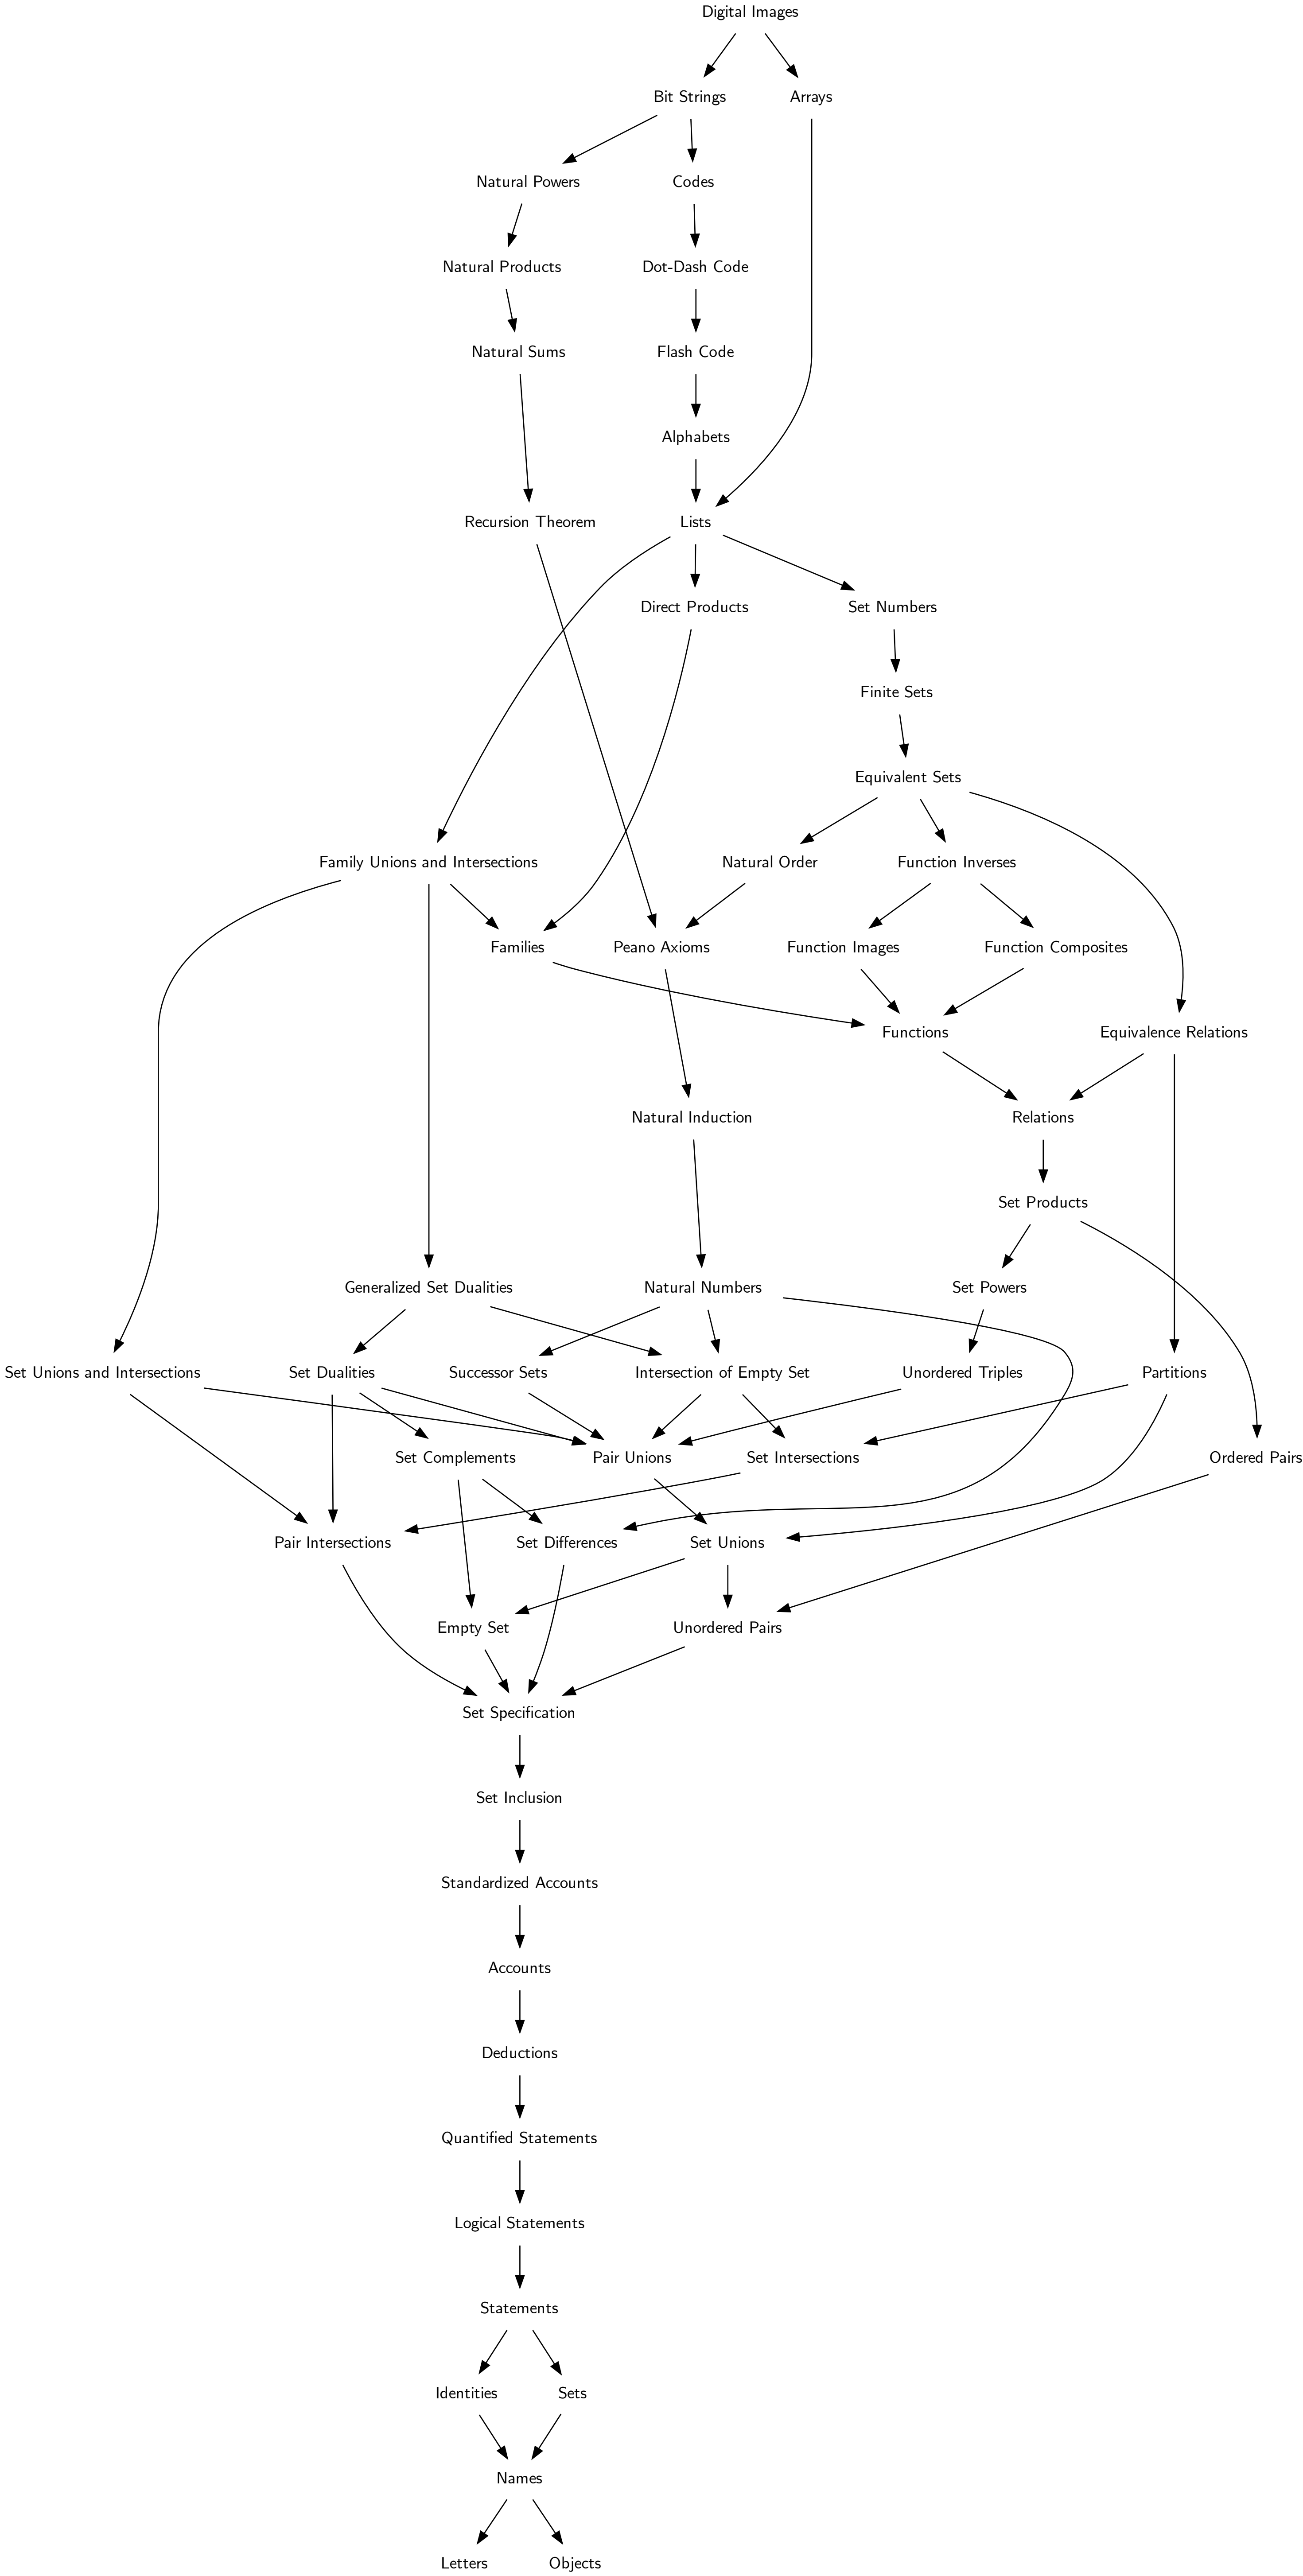 Digital Images
Bit Strings
Arrays
Natural Powers
Codes
Natural Products
Dot-Dash Code
Natural Sums
Flash Code
Alphabets
Recursion Theorem
Lists
Direct Products
Set Numbers
Finite Sets
Equivalent Sets
Family Unions and Intersections
Natural Order
Function Inverses
Families
Peano Axioms
Function Images
Function Composites
Functions
Equivalence Relations
Natural Induction
Relations
Set Products
Generalized Set Dualities
Natural Numbers
Set Powers
Set Unions and Intersections
Set Dualities
Successor Sets
Intersection of Empty Set
Unordered Triples
Partitions
Set Complements
Pair Unions
Set Intersections
Ordered Pairs
Pair Intersections
Set Differences
Set Unions
Empty Set
Unordered Pairs
Set Specification
Set Inclusion
Standardized Accounts
Accounts
Deductions
Quantified Statements
Logical Statements
Statements
Identities
Sets
Names
Letters
Objects